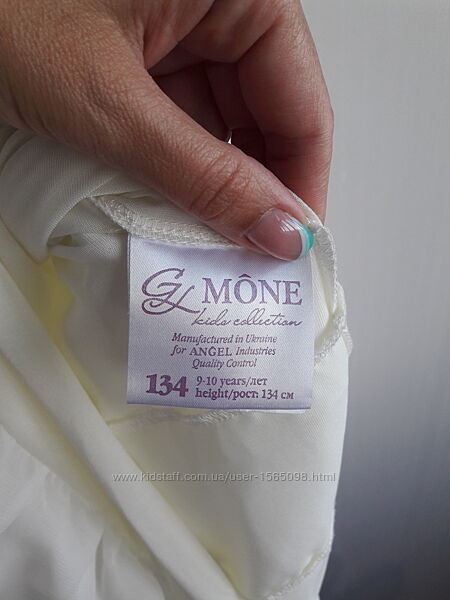 GL MÔNE
kids collection
Manufactured in Ukraine
for ANGEL Industries
Quality Control
134 9-10 years/лет
height/рост: 134 см
www.kidstaff.com.ua/user-1565098.html